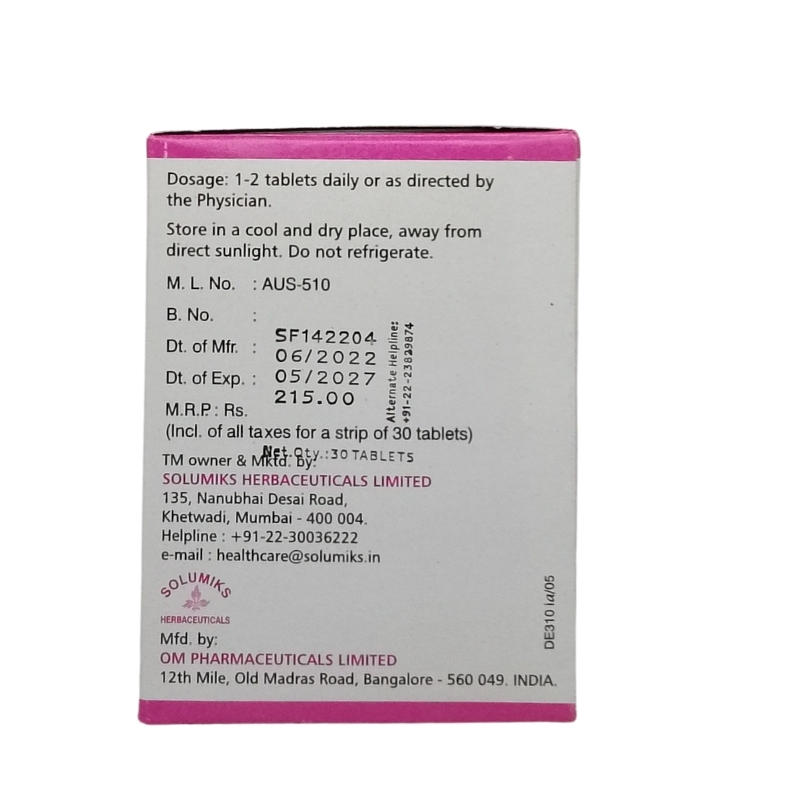 Dosage: 1-2 tablets daily or as directed by
the Physician.
Store in a cool and dry place, away from
direct sunlight. Do not refrigerate.
M. L. No. : AUS-510
B. No. : SF142204
Dt. of Mfr. : 06/2022
Dt. of Exp. : 05/2027
M.R.P.: Rs. 215.00
Alternate Helpline:
+91-22-23829874
(Incl. of all taxes for a strip of 30 tablets)
Net Qty.:30 TABLETS
TM owner & Mktd. by:
SOLUMIKS HERBACEUTICALS LIMITED
135, Nanubhai Desai Road,
Khetwadi, Mumbai - 400 004.
Helpline : +91-22-30036222
e-mail : healthcare@solumiks.in
SOLUMIKS
HERBACEUTICALS
Mfd. by:
OM PHARMACEUTICALS LIMITED
12th Mile, Old Madras Road, Bangalore - 560 049. INDIA.
DE310 ia/05